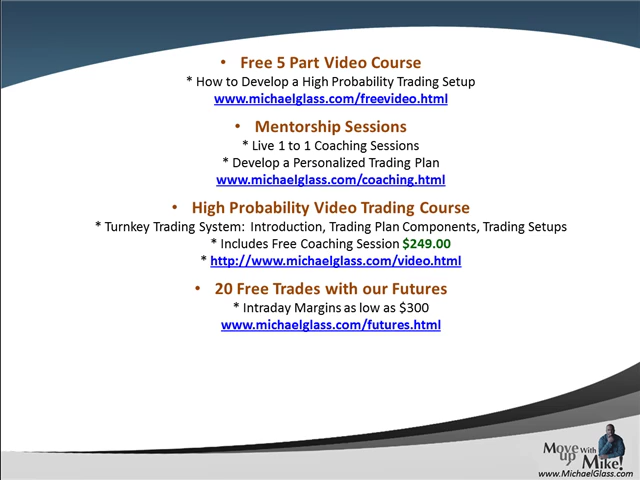 • Free 5 Part Video Course
* How to Develop a High Probability Trading Setup
www.michaelglass.com/freevideo.html
• Mentorship Sessions
* Live 1 to 1 Coaching Sessions
* Develop a Personalized Trading Plan
www.michaelglass.com/coaching.html
• High Probability Video Trading Course
* Turnkey Trading System: Introduction, Trading Plan Components, Trading Setups
* Includes Free Coaching Session $249.00
* http://www.michaelglass.com/video.html
• 20 Free Trades with our Futures
* Intraday Margins as low as $300
www.michaelglass.com/futures.html
Move up With Mike!
www.MichaelGlass.com